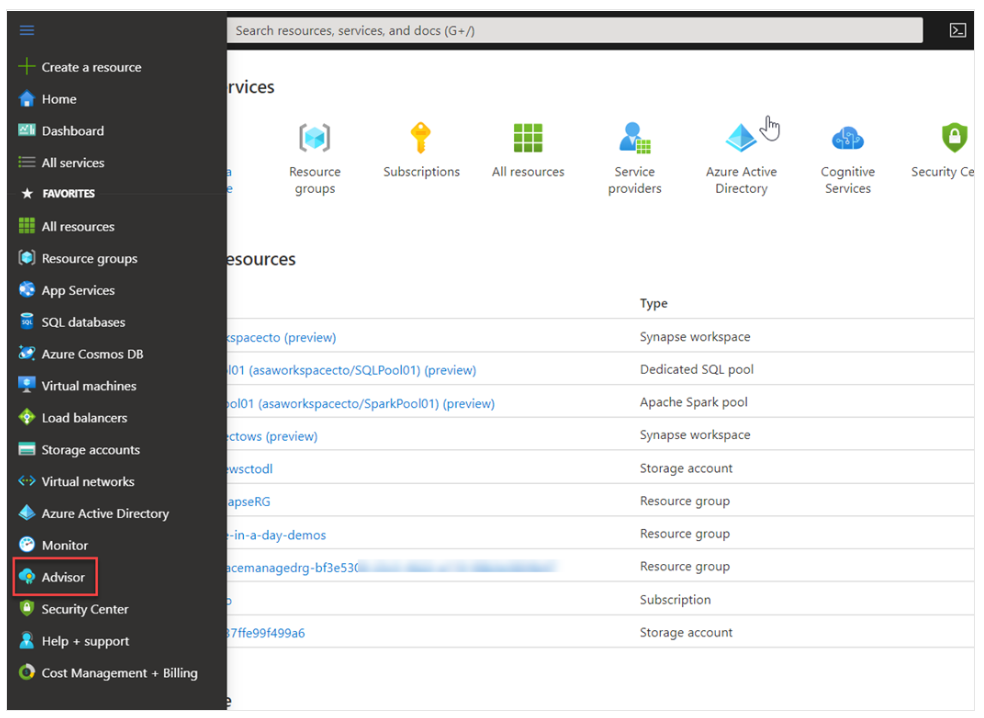 Search resources, services, and docs (G+/)
Create a resource
Home
Dashboard
All services
FAVORITES
All resources
Resource groups
App Services
SQL databases
Azure Cosmos DB
Virtual machines
Load balancers
Storage accounts
Virtual networks
Azure Active Directory
Monitor
Advisor
Security Center
Help + support
Cost Management + Billing
rvices
a
e
Resource
groups
Subscriptions
All resources
Service
providers
Azure Active
Directory
Cognitive
Services
Security Ce
esources
Type
kspacecto (preview) Synapse workspace
l01 (asaworkspacecto/SQLPool01) (preview) Dedicated SQL pool
ool01 (asaworkspacecto/SparkPool01) (preview) Apache Spark pool
ectows (preview) Synapse workspace
ewsctodl Storage account
apseRG Resource group
e-in-a-day-demos Resource group
acemanagedrg-bf3e530 Resource group
Subscription
37ffe99f499a6 Storage account
e